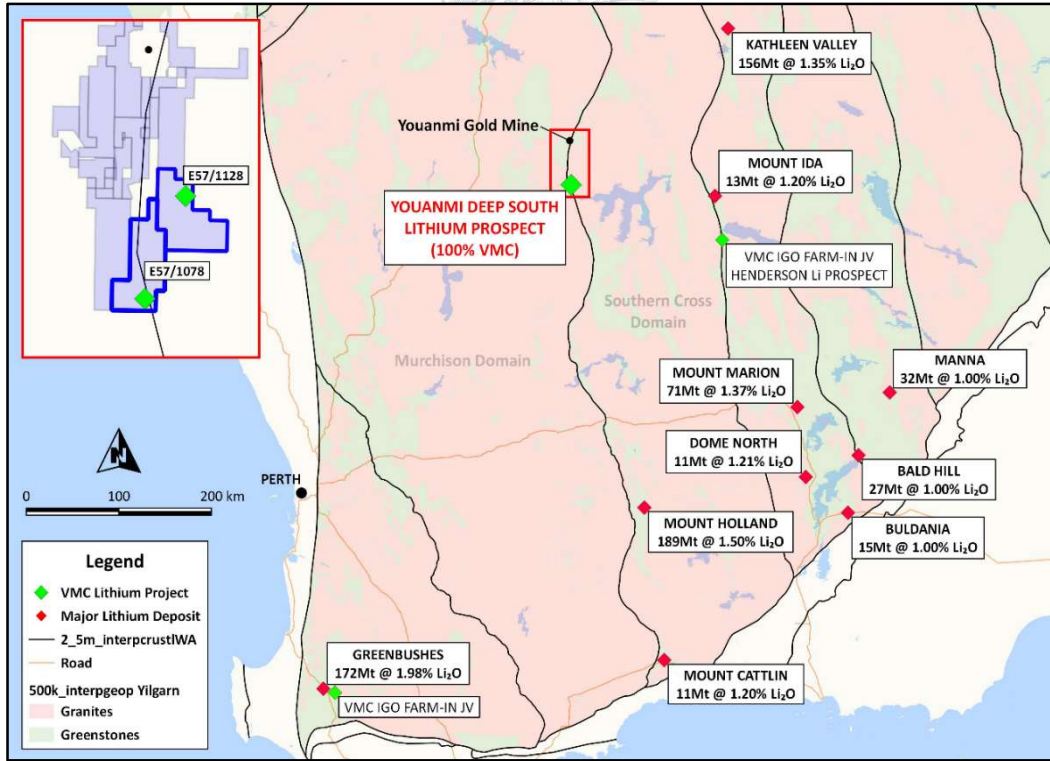 E57/1128
E57/1078
Youanmi Gold Mine
YOUANMI DEEP SOUTH
LITHIUM PROSPECT
(100% VMC)
KATHLEEN VALLEY
156Mt @ 1.35% Li₂O
MOUNT IDA
13Mt @ 1.20% Li₂O
VMC IGO FARM-IN JV
HENDERSON Li PROSPECT
Southern Cross
Domain
Murchison Domain
MANNA
32Mt @ 1.00% Li₂O
MOUNT MARION
71Mt @ 1.37% Li₂O
DOME NORTH
11Mt @ 1.21% Li₂O
BALD HILL
27Mt @ 1.00% Li₂O
BULDANIA
15Mt @ 1.00% Li₂O
MOUNT HOLLAND
189Mt @ 1.50% Li₂O
N
PERTH
0 100 200 km
GREENBUSHES
172Mt @ 1.98% Li₂O
VMC IGO FARM-IN JV
MOUNT CATTLIN
11Mt @ 1.20% Li₂O
Legend
VMC Lithium Project
Major Lithium Deposit
2_5m_interpcrustlWA
Road
500k_interpgeop Yilgarn
Granites
Greenstones